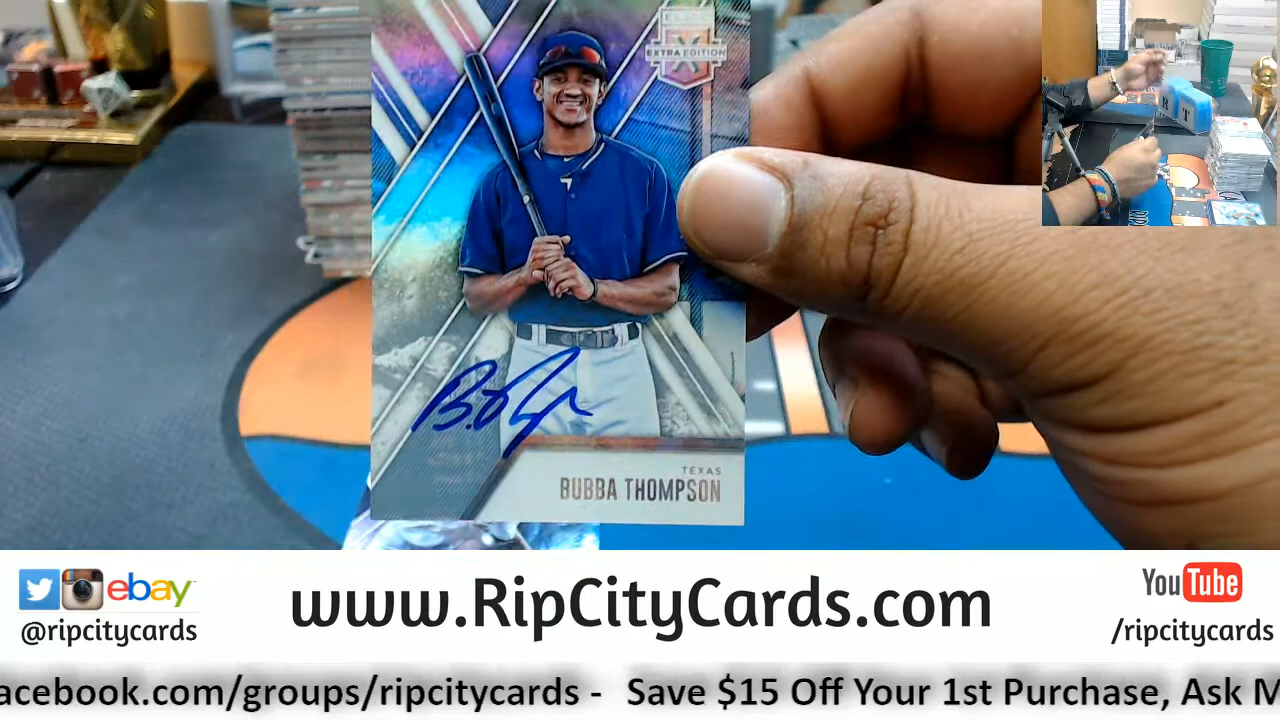 EXTRA EDITION
TEXAS
BUBBA THOMPSON
T
ebay
@ripcitycards
www.RipCityCards.com
YouTube
/ripcitycards
acebook.com/groups/ripcitycards - Save $15 Off Your 1st Purchase, Ask M